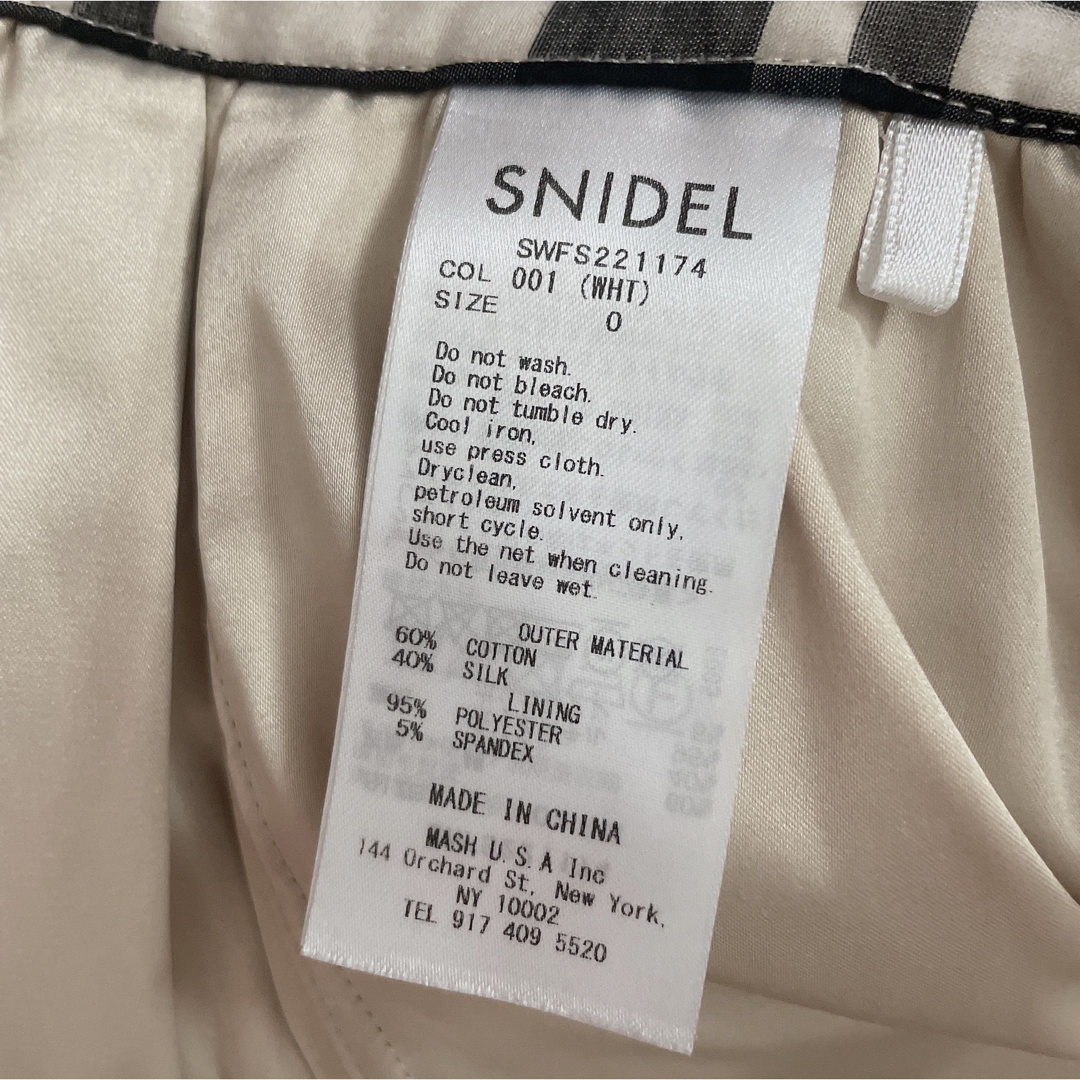 SNIDEL
SWFS221174
COL 001 (WHT)
SIZE 0
Do not wash.
Do not bleach.
Do not tumble dry.
Cool iron,
use press cloth.
Dryclean,
petroleum solvent only,
short cycle.
Use the net when cleaning.
Do not leave wet.
OUTER MATERIAL
60% COTTON
40% SILK
LINING
95% POLYESTER
5% SPANDEX
MADE IN CHINA
MASH U.S.A Inc
144 Orchard St, New York,
NY 10002
TEL 917 409 5520